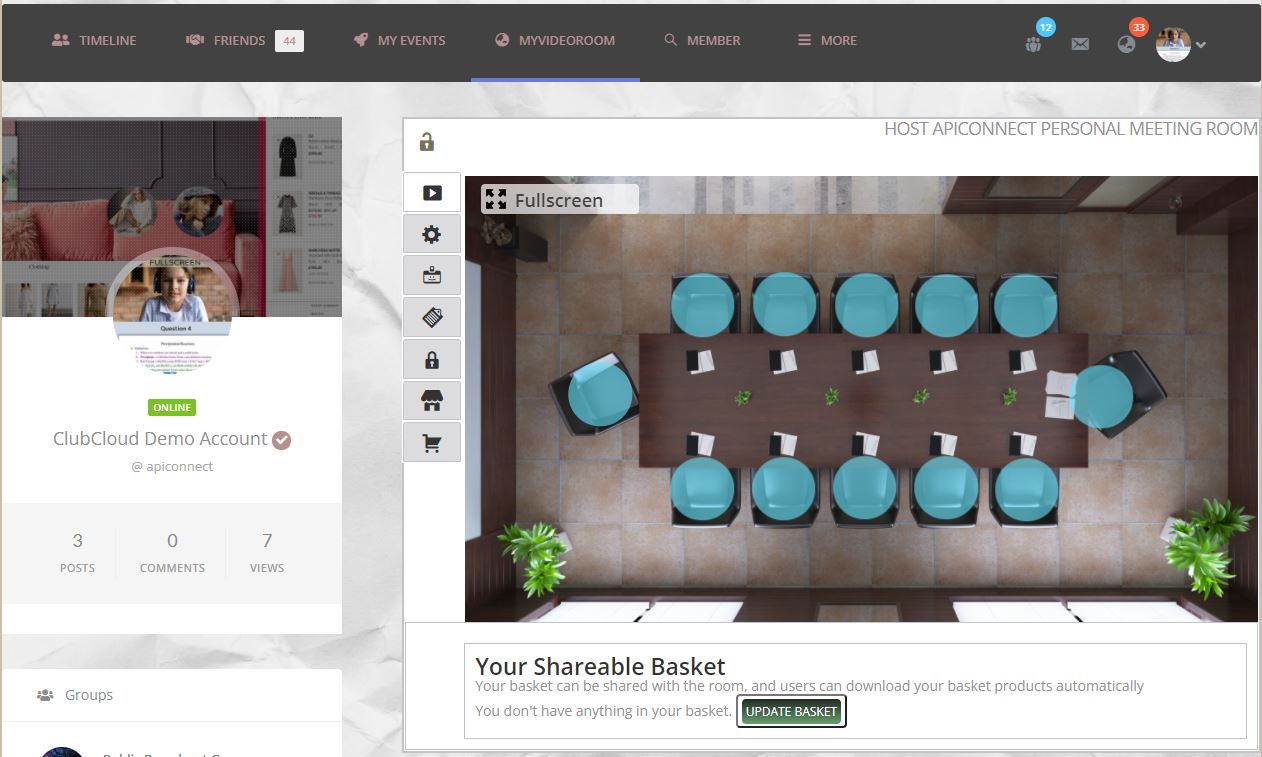 TIMELINE
FRIENDS 44
MY EVENTS
MYVIDEOROOM
MEMBER
MORE
12
33
HOST APICONNECT PERSONAL MEETING ROOM
Fullscreen
Clothing
FULLSCREEN
Question 4
ONLINE
ClubCloud Demo Account
@ apiconnect
3
POSTS
0
COMMENTS
7
VIEWS
Groups
Your Shareable Basket
Your basket can be shared with the room, and users can download your basket products automatically
You don't have anything in your basket. UPDATE BASKET